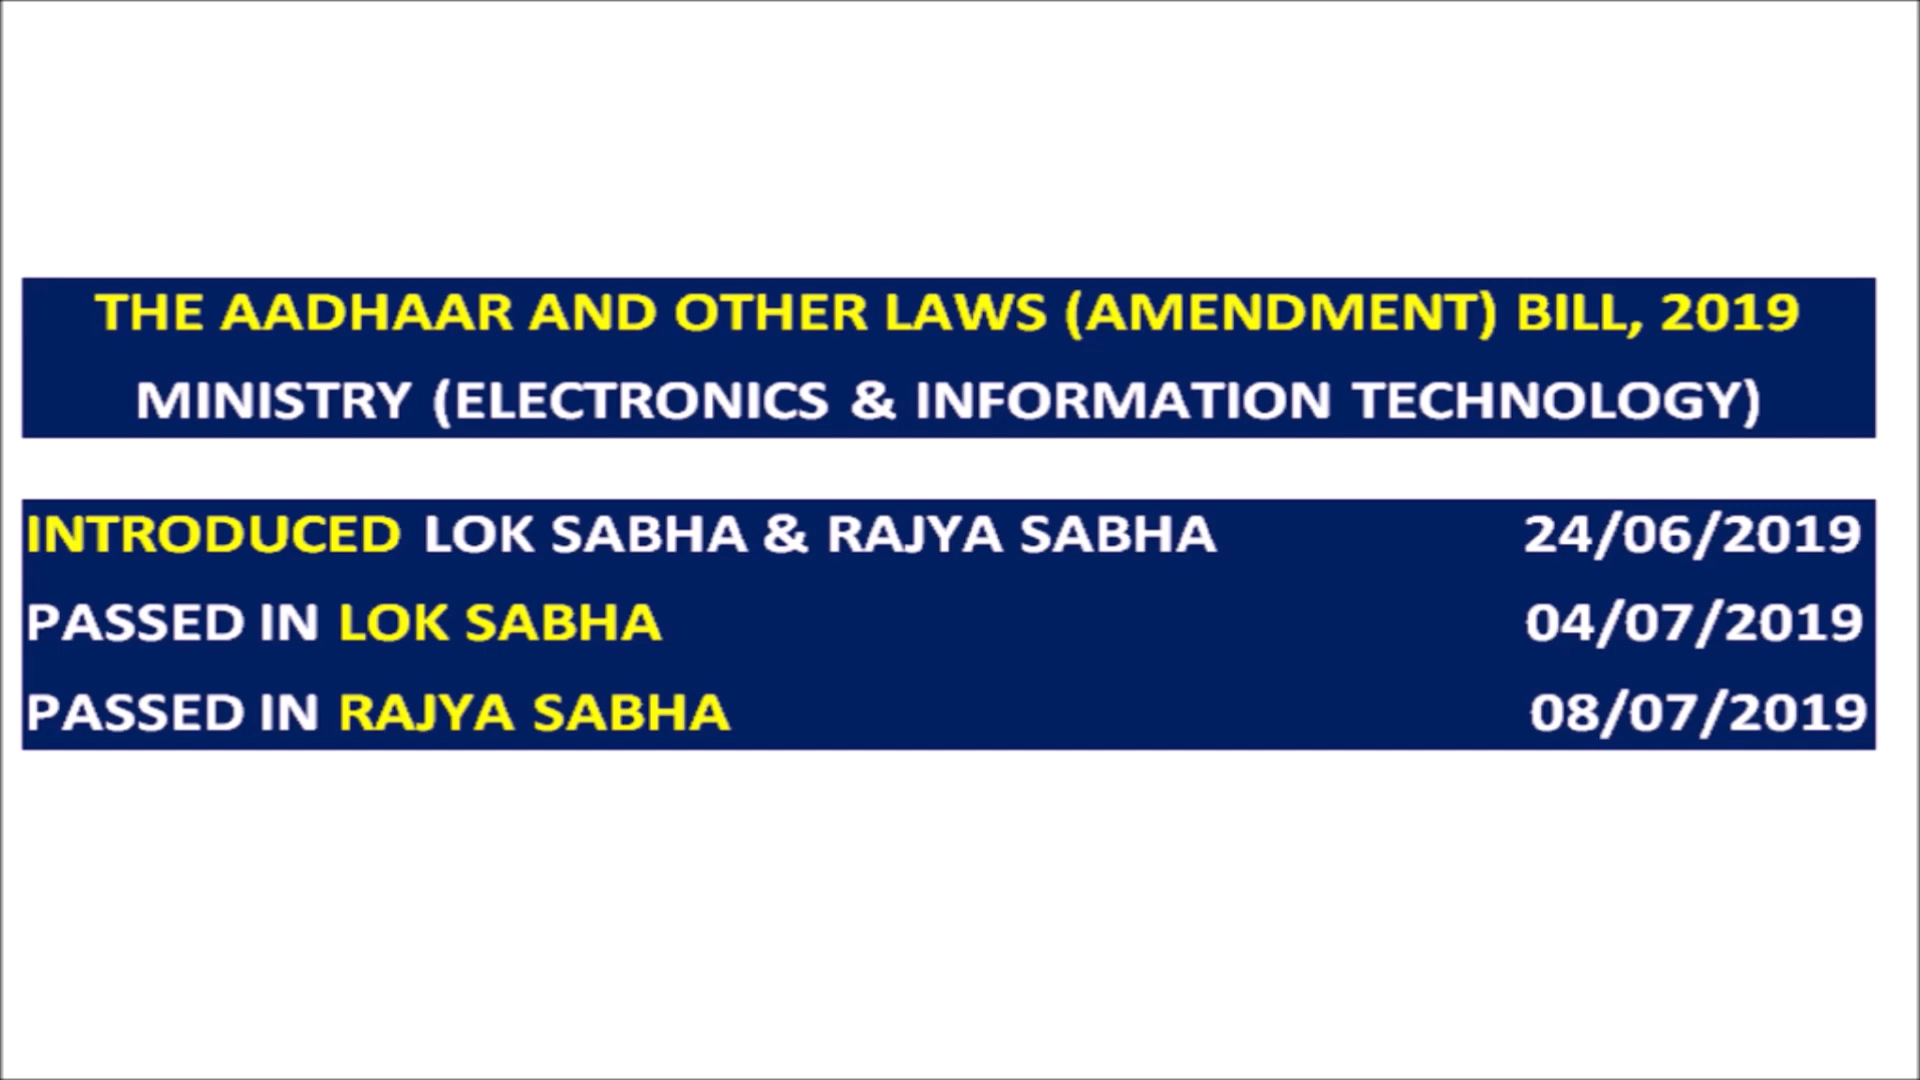 THE AADHAAR AND OTHER LAWS (AMENDMENT) BILL, 2019
MINISTRY (ELECTRONICS & INFORMATION TECHNOLOGY)
INTRODUCED LOK SABHA & RAJYA SABHA 24/06/2019
PASSED IN LOK SABHA 04/07/2019
PASSED IN RAJYA SABHA 08/07/2019